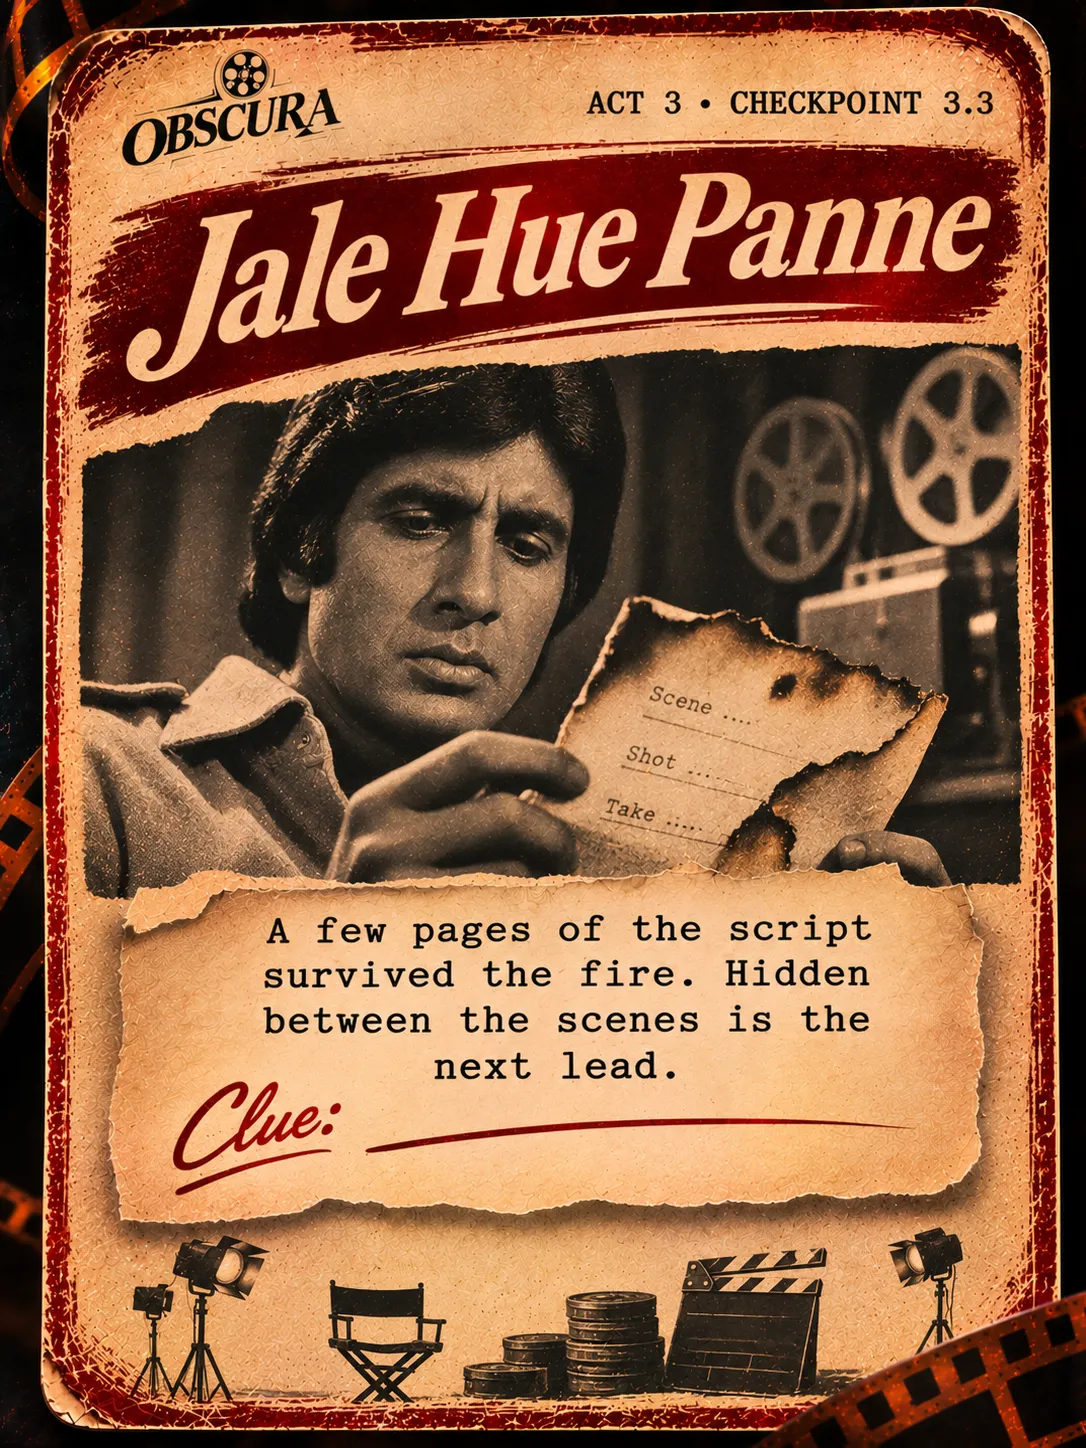 OBSCURA
ACT 3 • CHECKPOINT 3.3
Jale Hue Panne
Scene ....
Shot .....
Take .....
A few pages of the script
survived the fire. Hidden
between the scenes is the
next lead.
Clue: